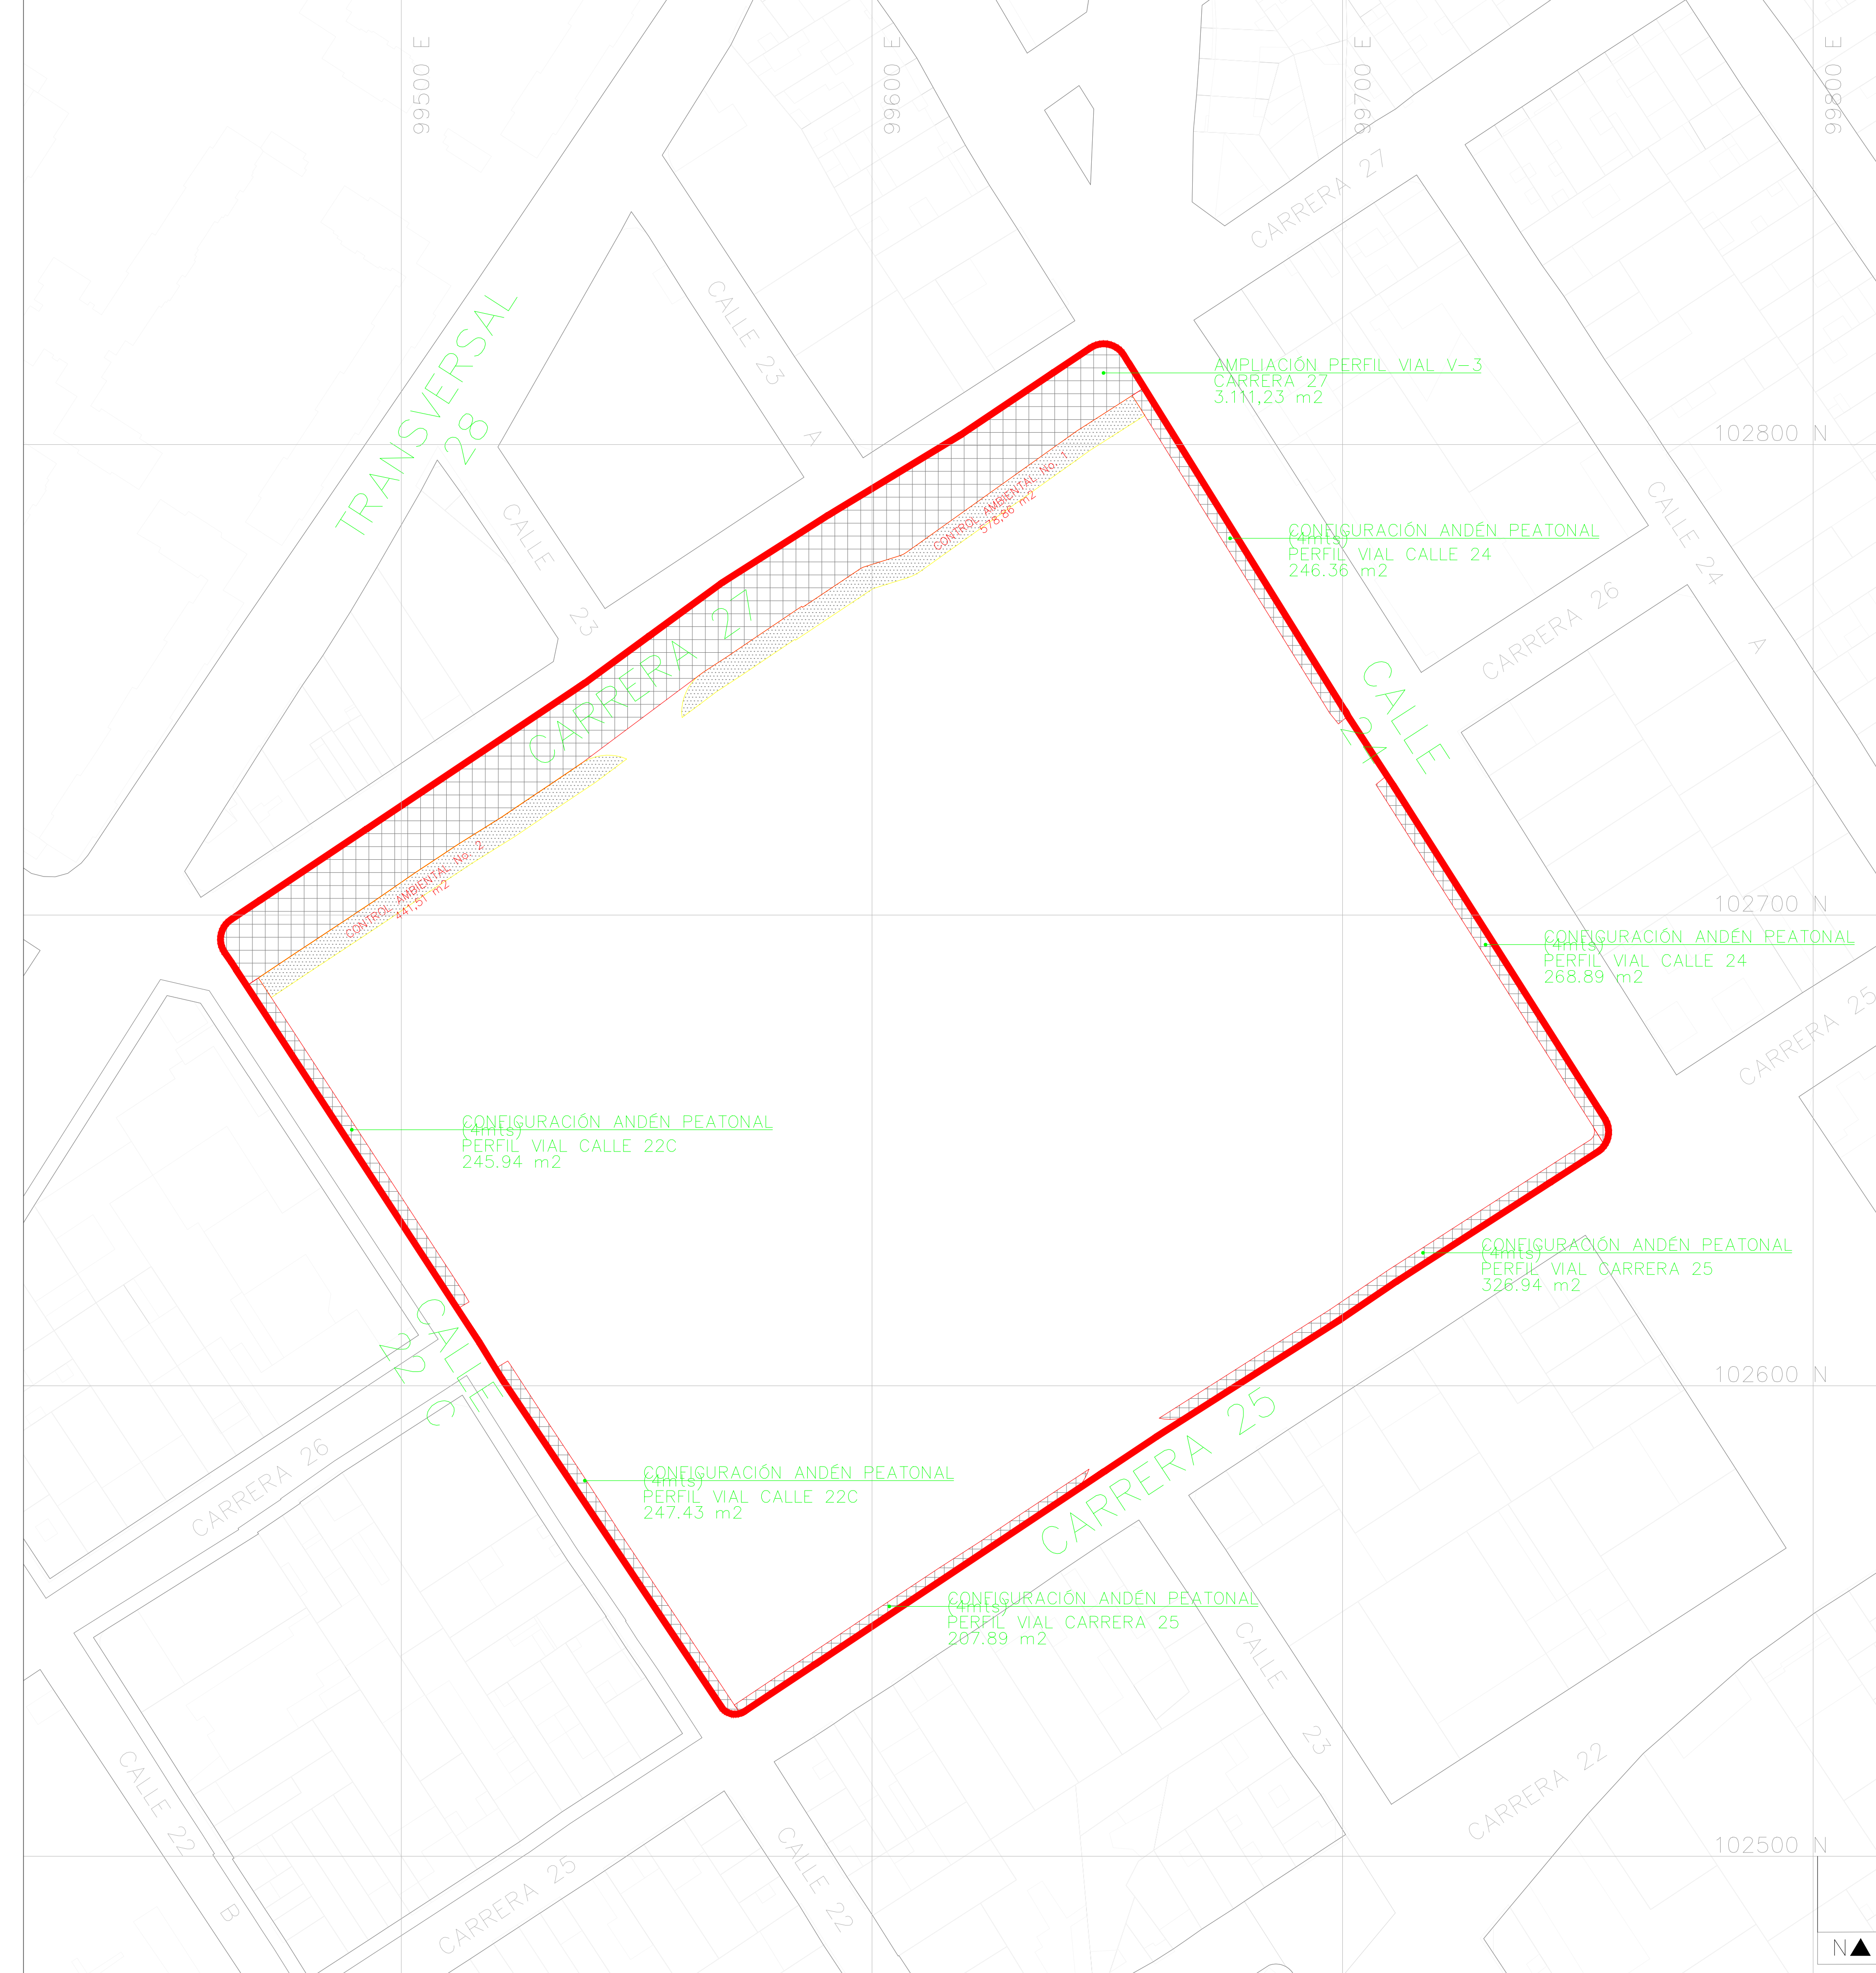 99500 E
99600 E
99700 E
99800 E
CARRERA 27
TRANSVERSAL
28
CALLE 23
A
AMPLIACIÓN PERFIL VIAL V-3
CARRERA 27
3.111,23 m2
102800 N
CONTROL AMBIENTAL No. 1
578,86 m2
CALLE
23
CALLE 24
A
CONFIGURACIÓN ANDÉN PEATONAL
(4mts)
PERFIL VIAL CALLE 24
246.36 m2
CARRERA 26
CARRERA 27
CALLE
24
CONTROL AMBIENTAL No. 2
441,51 m2
102700 N
CONFIGURACIÓN ANDÉN PEATONAL
(4mts)
PERFIL VIAL CALLE 24
268.89 m2
CARRERA 25
CONFIGURACIÓN ANDÉN PEATONAL
(4mts)
PERFIL VIAL CALLE 22C
245.94 m2
CONFIGURACIÓN ANDÉN PEATONAL
(4mts)
PERFIL VIAL CARRERA 25
326.94 m2
CALLE
22 C
102600 N
CARRERA 25
CARRERA 26
CONFIGURACIÓN ANDÉN PEATONAL
(4mts)
PERFIL VIAL CALLE 22C
247.43 m2
CONFIGURACIÓN ANDÉN PEATONAL
(4mts)
PERFIL VIAL CARRERA 25
207.89 m2
CALLE
23
CALLE 22
B
CARRERA 22
CALLE 22
CARRERA 25
102500 N
N